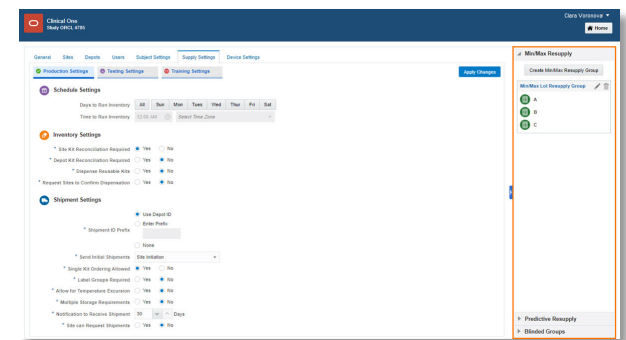 Clinical One
Study ORCL 4785
Clara Voronova
Home
General Sites Depots Users Subject Settings Supply Settings Device Settings
Production Settings Testing Settings Training Settings
Apply Changes
Schedule Settings
Days to Run Inventory All Sun Mon Tues Wed Thur Fri Sat
Time to Run Inventory 12:00 AM Select Time Zone
Inventory Settings
* Site Kit Reconciliation Required Yes No
* Depot Kit Reconciliation Required Yes No
* Dispense Reusable Kits Yes No
* Request Sites to Confirm Dispensation Yes No
Shipment Settings
* Shipment ID Prefix
Use Depot ID
Enter Prefix
None
* Send Initial Shipments Site Initiation
* Single Kit Ordering Allowed Yes No
* Label Groups Required Yes No
* Allow for Temperature Excursion Yes No
* Multiple Storage Requirements Yes No
* Notification to Receive Shipment 30 Days
* Site can Request Shipments Yes No
Min/Max Resupply
Create Min/Max Resupply Group
Min/Max Lot Resupply Group
A
B
C
Predictive Resupply
Blinded Groups